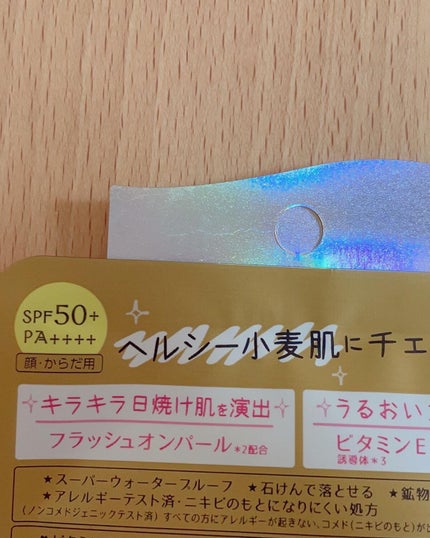 SPF50+
PA++++
顔・からだ用
ヘルシー小麦肌にチェ
キラキラ日焼け肌を演出
フラッシュオンパール*2配合
うるおい
ビタミンE
誘導体*3
★スーパーウォータープルーフ ★石けんで落とせる ★鉱物
★アレルギーテスト済・ニキビのもとになりにくい処方
(ノンコメドジェニックテスト済) すべての方にアレルギーが起きない、コメド(ニキビのもと)が